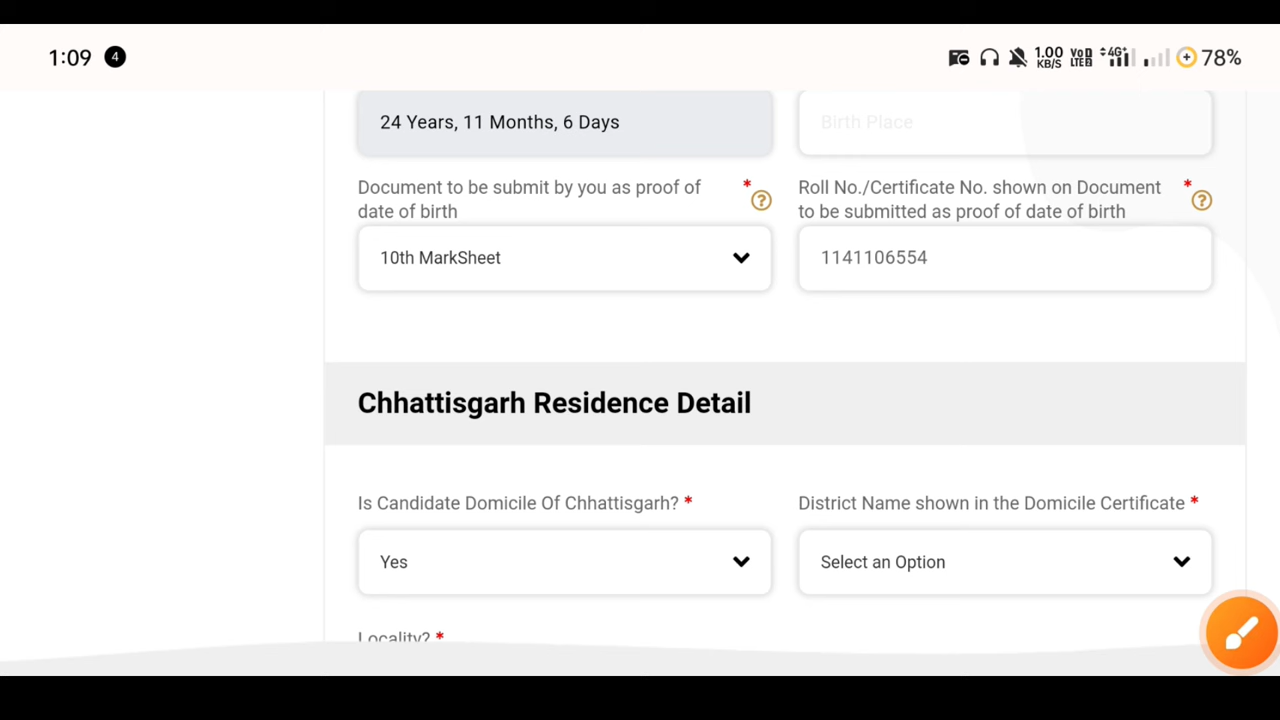 1:09 4 1.00 KB/S VoD LTE2 4G+ 78%
24 Years, 11 Months, 6 Days
Birth Place
Document to be submit by you as proof of date of birth * ?
Roll No./Certificate No. shown on Document to be submitted as proof of date of birth * ?
10th MarkSheet
1141106554
Chhattisgarh Residence Detail
Is Candidate Domicile Of Chhattisgarh? *
District Name shown in the Domicile Certificate *
Yes
Select an Option
Locality? *